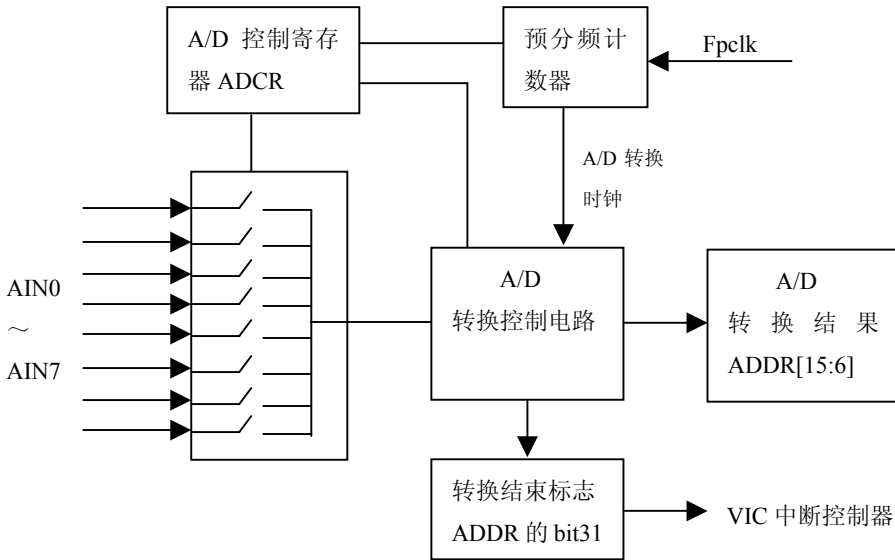 A/D 控制寄存
器 ADCR
预分频计
数器
Fpclk
A/D 转换
时钟
AIN0
～
AIN7
A/D
转换控制电路
A/D
转换结果
ADDR[15:6]
转换结束标志
ADDR 的 bit31
VIC 中断控制器